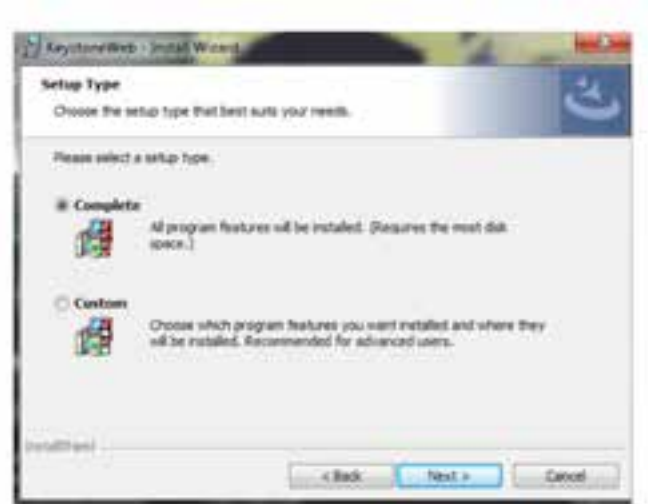 KeystoneWeb - Install Wizard
Setup Type
Choose the setup type that best suits your needs.
Please select a setup type.
Complete
All program features will be installed. (Requires the most disk
space.)
Custom
Choose which program features you want installed and where they
will be installed. Recommended for advanced users.
InstallShield
< Back
Next >
Cancel